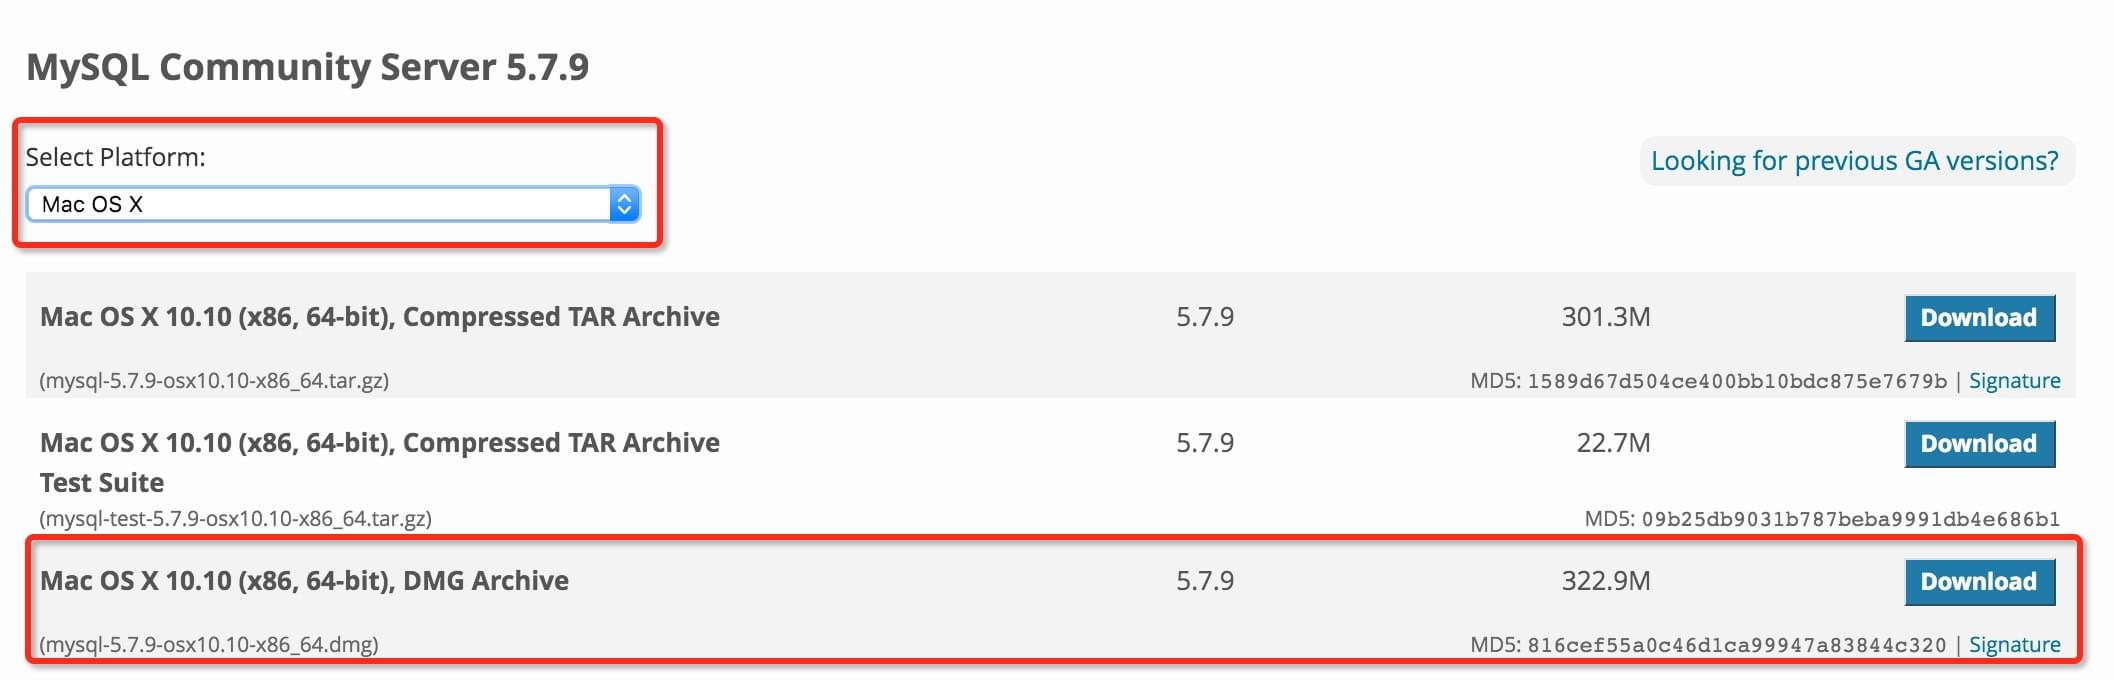 MySQL Community Server 5.7.9
Select Platform:
Looking for previous GA versions?
Mac OS X
Mac OS X 10.10 (x86, 64-bit), Compressed TAR Archive 5.7.9 301.3M Download
(mysql-5.7.9-osx10.10-x86_64.tar.gz) MD5: 1589d67d504ce400bb10bdc875e7679b | Signature
Mac OS X 10.10 (x86, 64-bit), Compressed TAR Archive 5.7.9 22.7M Download
Test Suite
(mysql-test-5.7.9-osx10.10-x86_64.tar.gz) MD5: 09b25db9031b787beba9991db4e686b1
Mac OS X 10.10 (x86, 64-bit), DMG Archive 5.7.9 322.9M Download
(mysql-5.7.9-osx10.10-x86_64.dmg) MD5: 816cef55a0c46d1ca99947a83844c320 | Signature